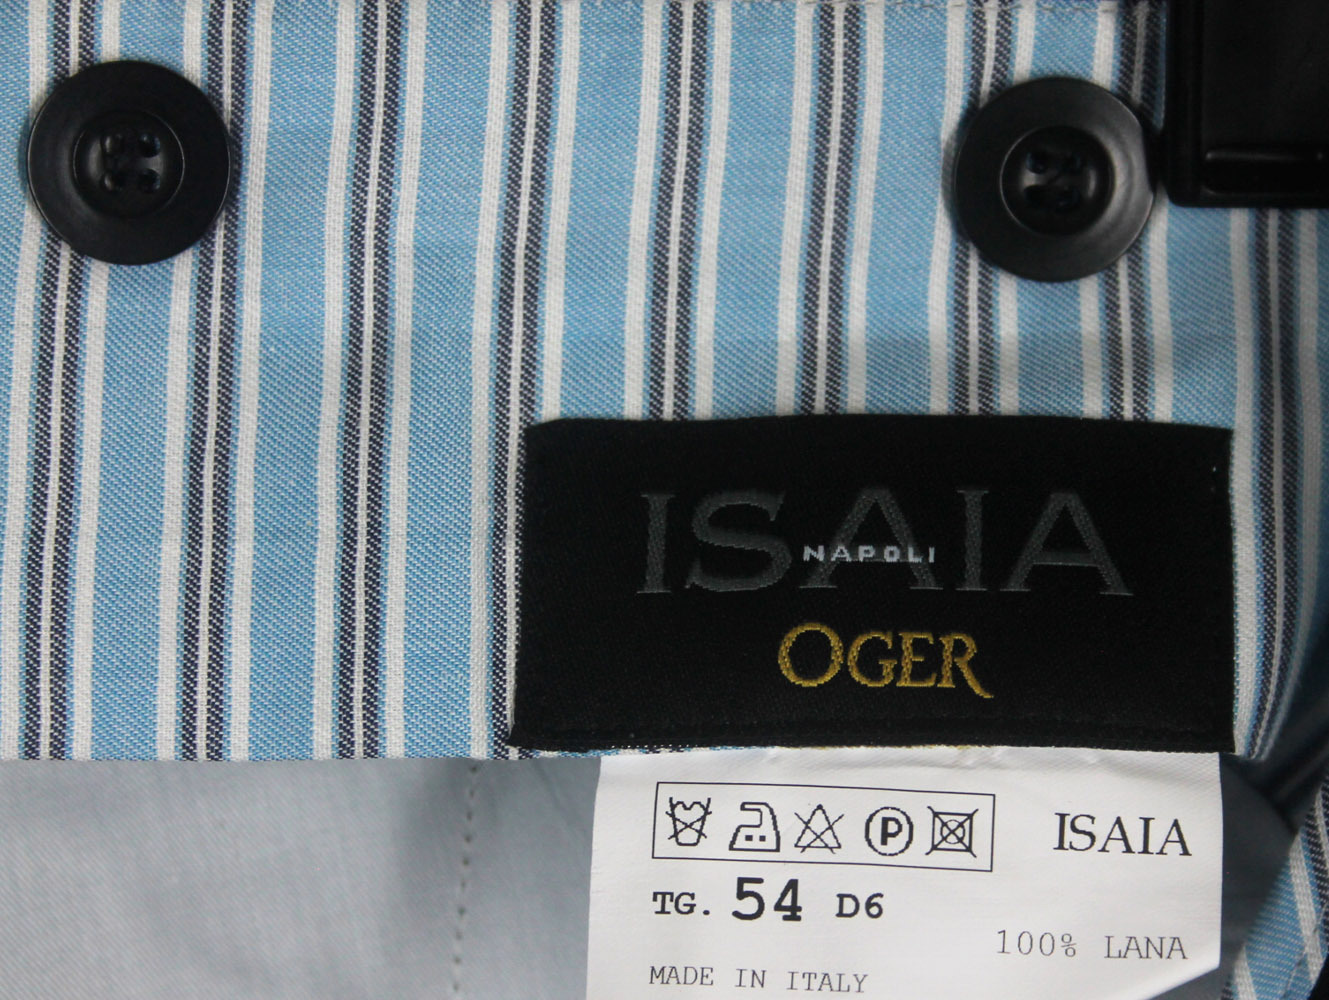 ISAIA
NAPOLI
OGER
P
ISAIA
TG. 54 D6
100% LANA
MADE IN ITALY